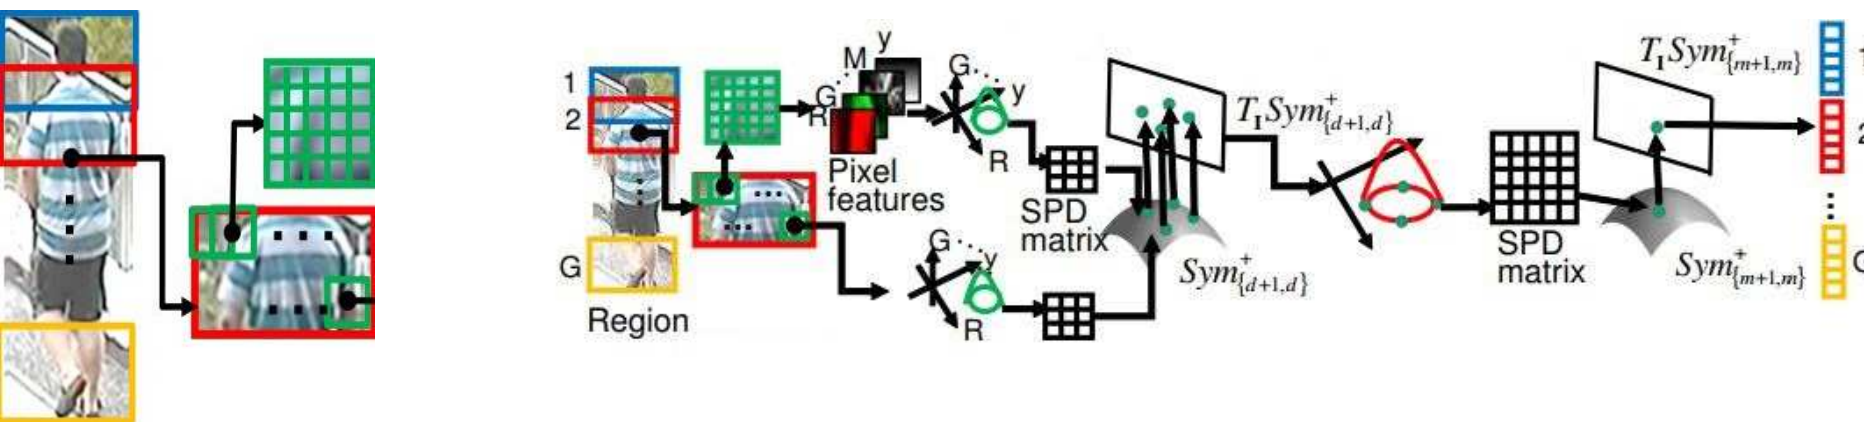 1
2
G
Region
y
M
G
R
Pixel
features
G
y
R
SPD
matrix
G
y
R
T_I Sym^+_{d+1,d}
Sym^+_{d+1,d}
SPD
matrix
T_I Sym^+_{m+1,m}
Sym^+_{m+1,m}
2